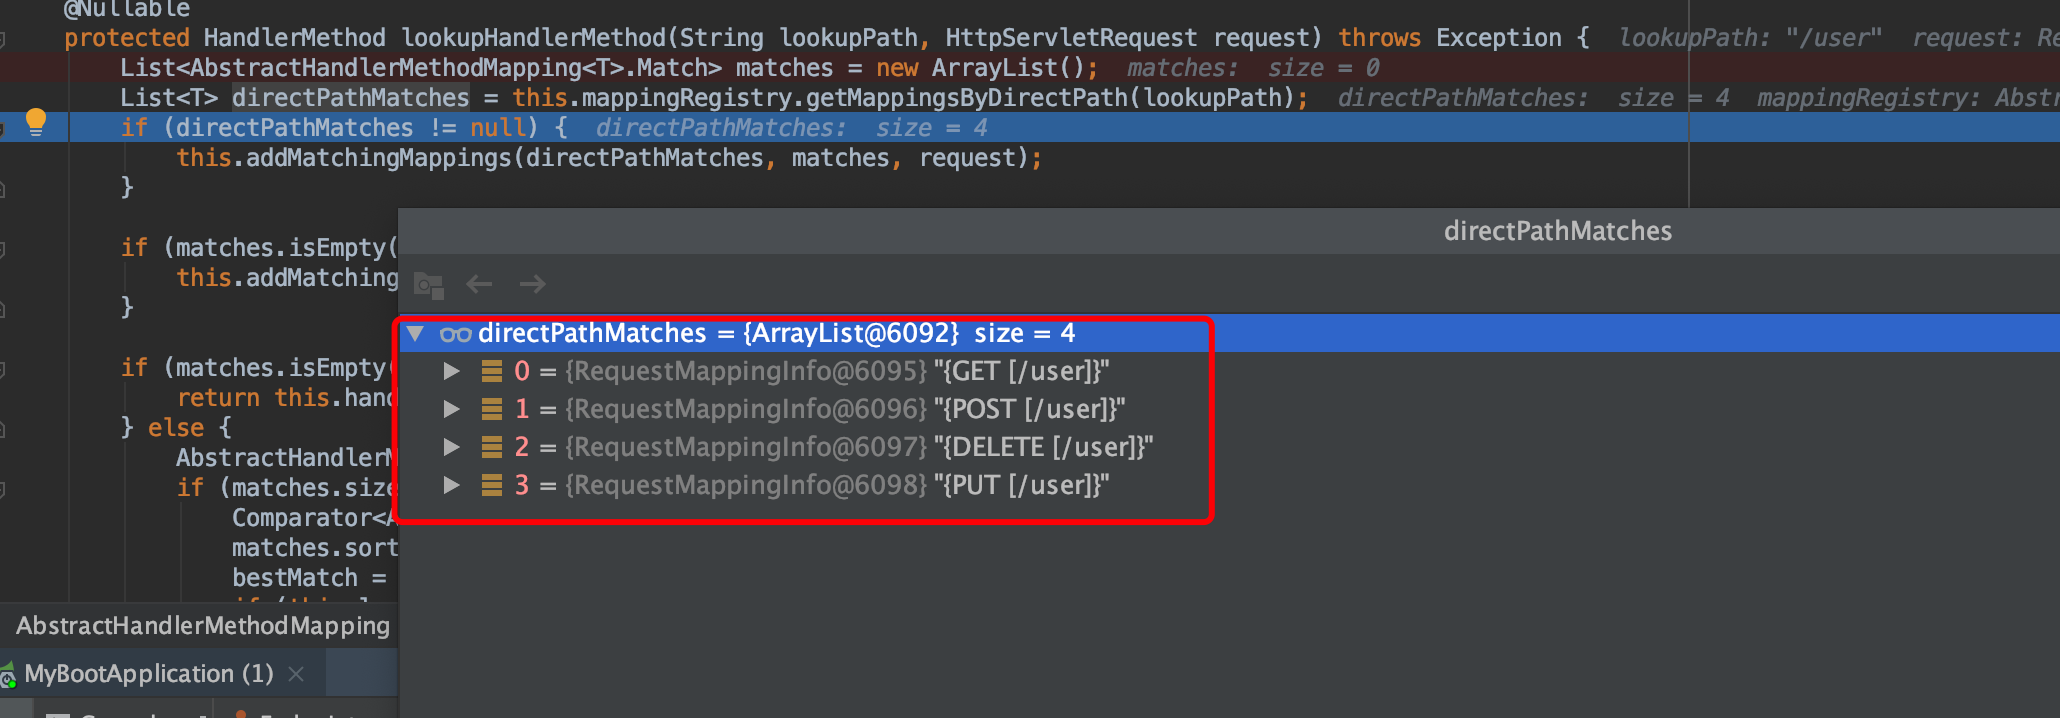 @Nullable
protected HandlerMethod lookupHandlerMethod(String lookupPath, HttpServletRequest request) throws Exception { lookupPath: "/user" request: Re
List<AbstractHandlerMethodMapping<T>.Match> matches = new ArrayList(); matches: size = 0
List<T> directPathMatches = this.mappingRegistry.getMappingsByDirectPath(lookupPath); directPathMatches: size = 4 mappingRegistry: Abstr
if (directPathMatches != null) { directPathMatches: size = 4
this.addMatchingMappings(directPathMatches, matches, request);
}
directPathMatches
if (matches.isEmpty(
this.addMatching
}
directPathMatches = {ArrayList@6092} size = 4
0 = {RequestMappingInfo@6095} "{GET [/user]}"
1 = {RequestMappingInfo@6096} "{POST [/user]}"
2 = {RequestMappingInfo@6097} "{DELETE [/user]}"
3 = {RequestMappingInfo@6098} "{PUT [/user]}"
if (matches.isEmpty(
return this.hand
} else {
AbstractHandlerM
if (matches.size
Comparator<A
matches.sort
bestMatch =
AbstractHandlerMethodMapping
MyBootApplication (1)